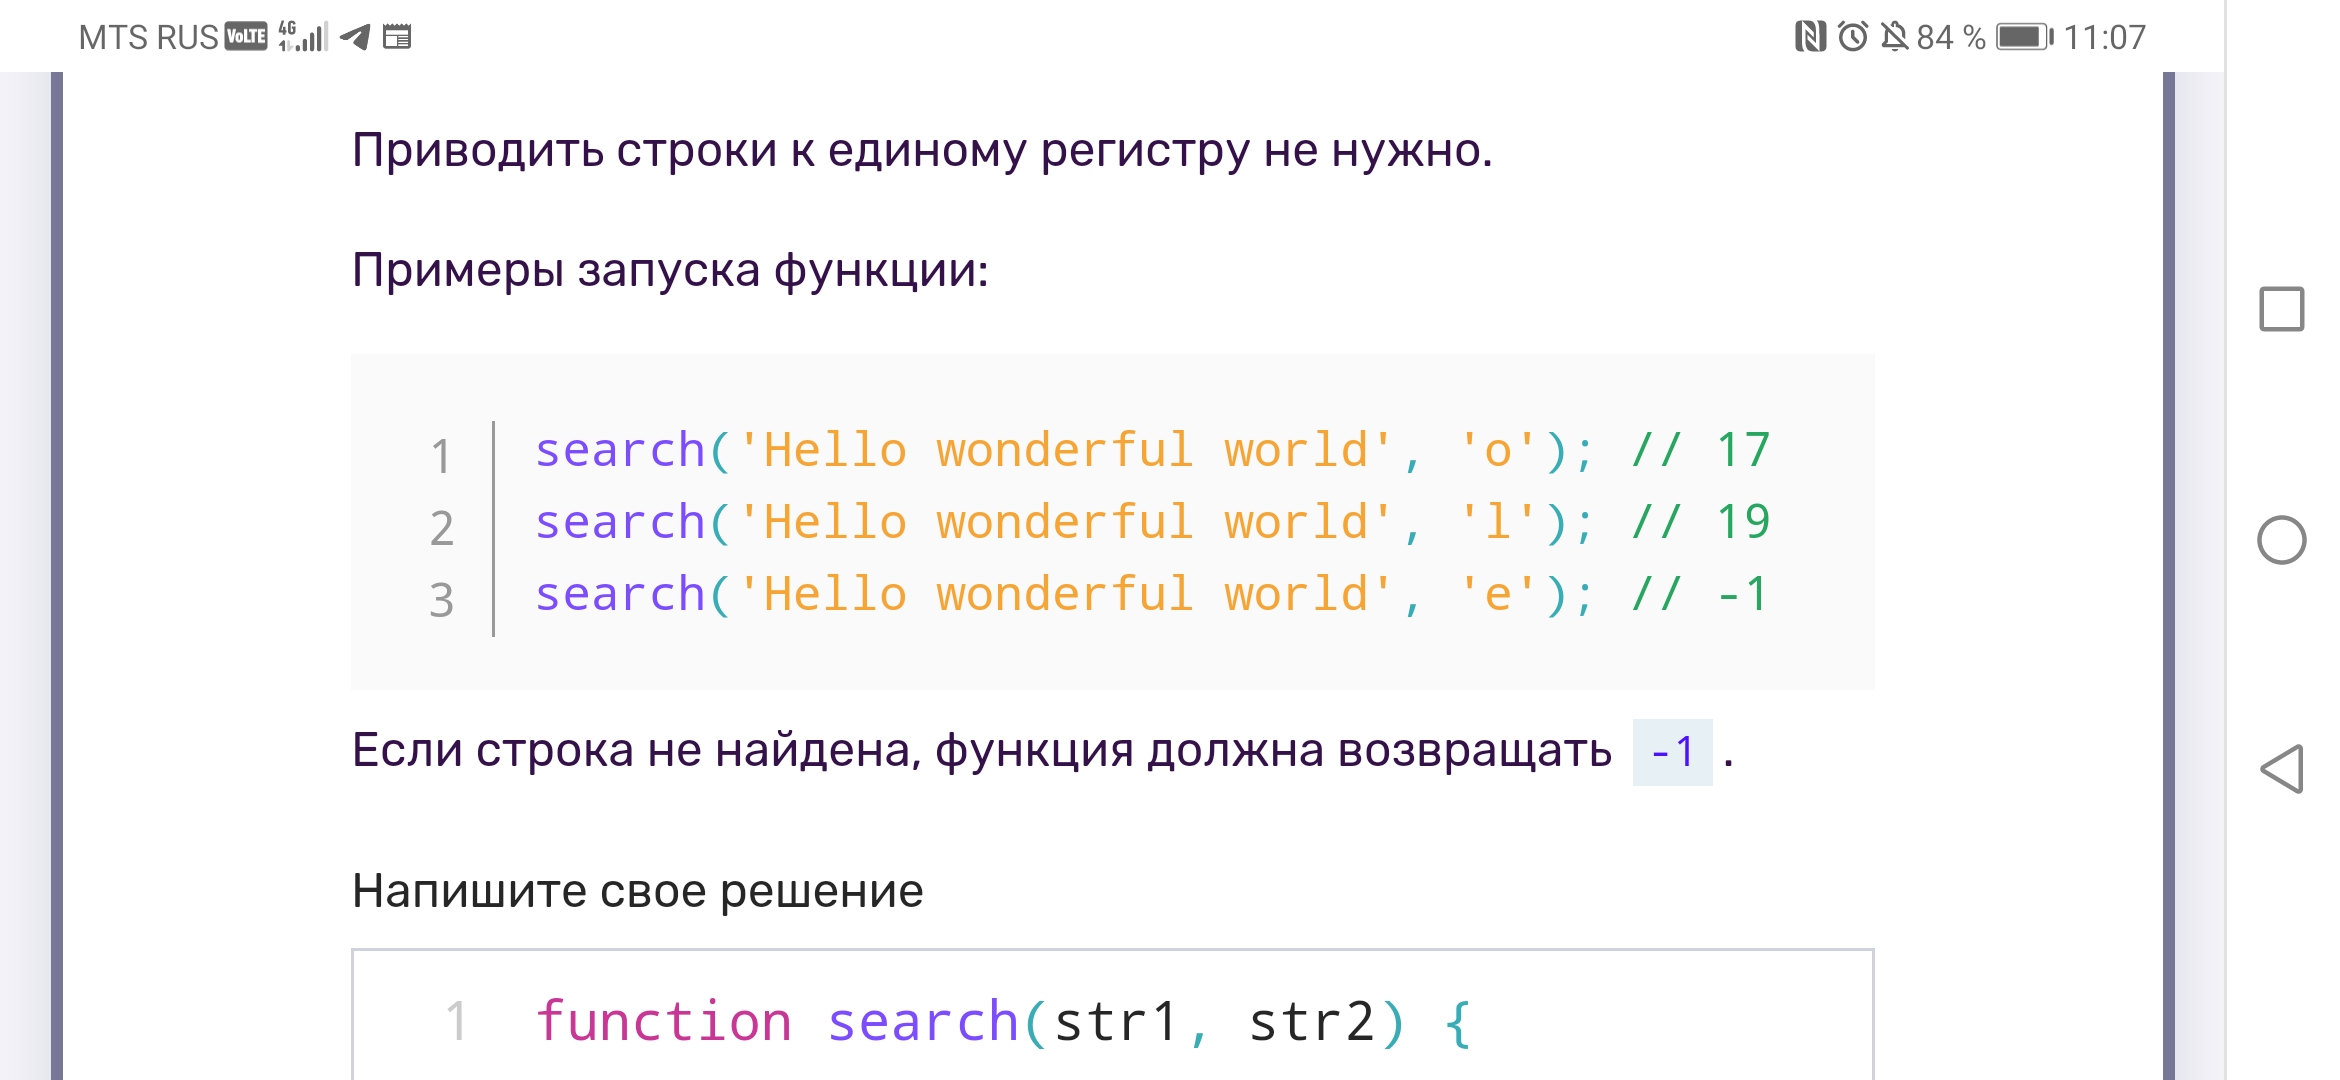 MTS RUS VoLTE 4G 84 % 11:07
Приводить строки к единому регистру не нужно.
Примеры запуска функции:
1 search('Hello wonderful world', 'o'); // 17
2 search('Hello wonderful world', 'l'); // 19
3 search('Hello wonderful world', 'e'); // -1
Если строка не найдена, функция должна возвращать -1 .
Напишите свое решение
1 function search(str1, str2) {